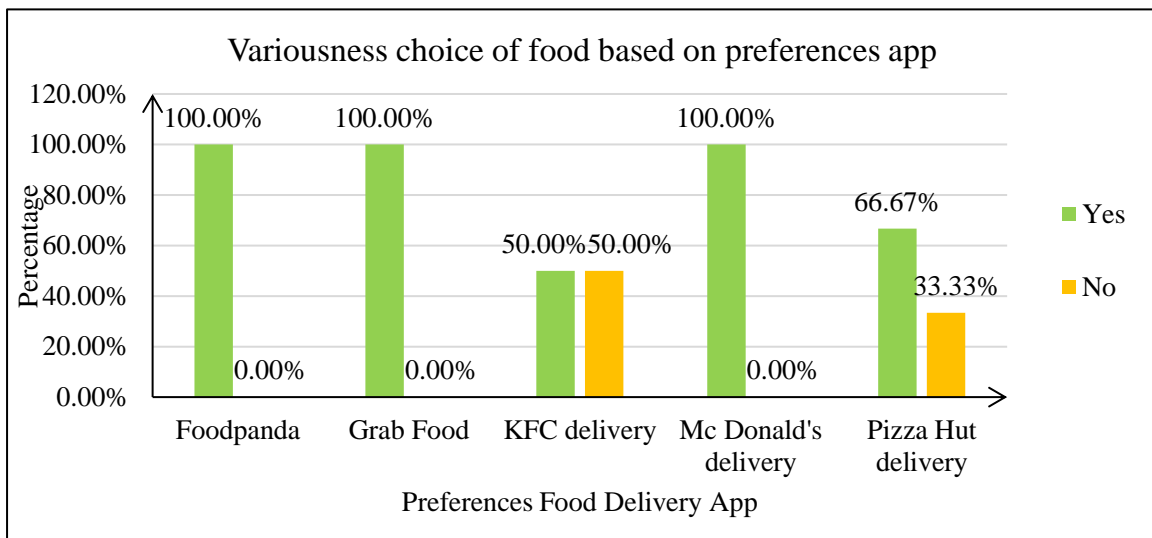 Variousness choice of food based on preferences app
120.00%
100.00%
80.00%
60.00%
40.00%
20.00%
0.00%
Percentage
100.00%
0.00%
100.00%
0.00%
50.00%
50.00%
100.00%
0.00%
66.67%
33.33%
Yes
No
Foodpanda
Grab Food
KFC delivery
Mc Donald's
delivery
Pizza Hut
delivery
Preferences Food Delivery App